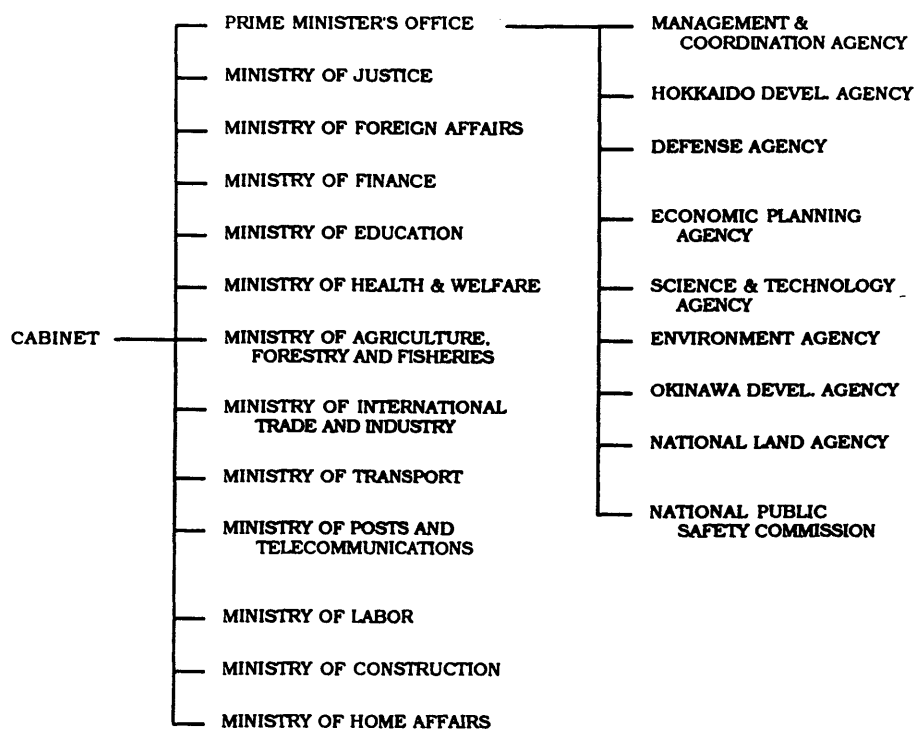 CABINET
PRIME MINISTER'S OFFICE
MINISTRY OF JUSTICE
MINISTRY OF FOREIGN AFFAIRS
MINISTRY OF FINANCE
MINISTRY OF EDUCATION
MINISTRY OF HEALTH & WELFARE
MINISTRY OF AGRICULTURE,
FORESTRY AND FISHERIES
MINISTRY OF INTERNATIONAL
TRADE AND INDUSTRY
MINISTRY OF TRANSPORT
MINISTRY OF POSTS AND
TELECOMMUNICATIONS
MINISTRY OF LABOR
MINISTRY OF CONSTRUCTION
MINISTRY OF HOME AFFAIRS
MANAGEMENT &
COORDINATION AGENCY
HOKKAIDO DEVEL. AGENCY
DEFENSE AGENCY
ECONOMIC PLANNING
AGENCY
SCIENCE & TECHNOLOGY
AGENCY
ENVIRONMENT AGENCY
OKINAWA DEVEL. AGENCY
NATIONAL LAND AGENCY
NATIONAL PUBLIC
SAFETY COMMISSION